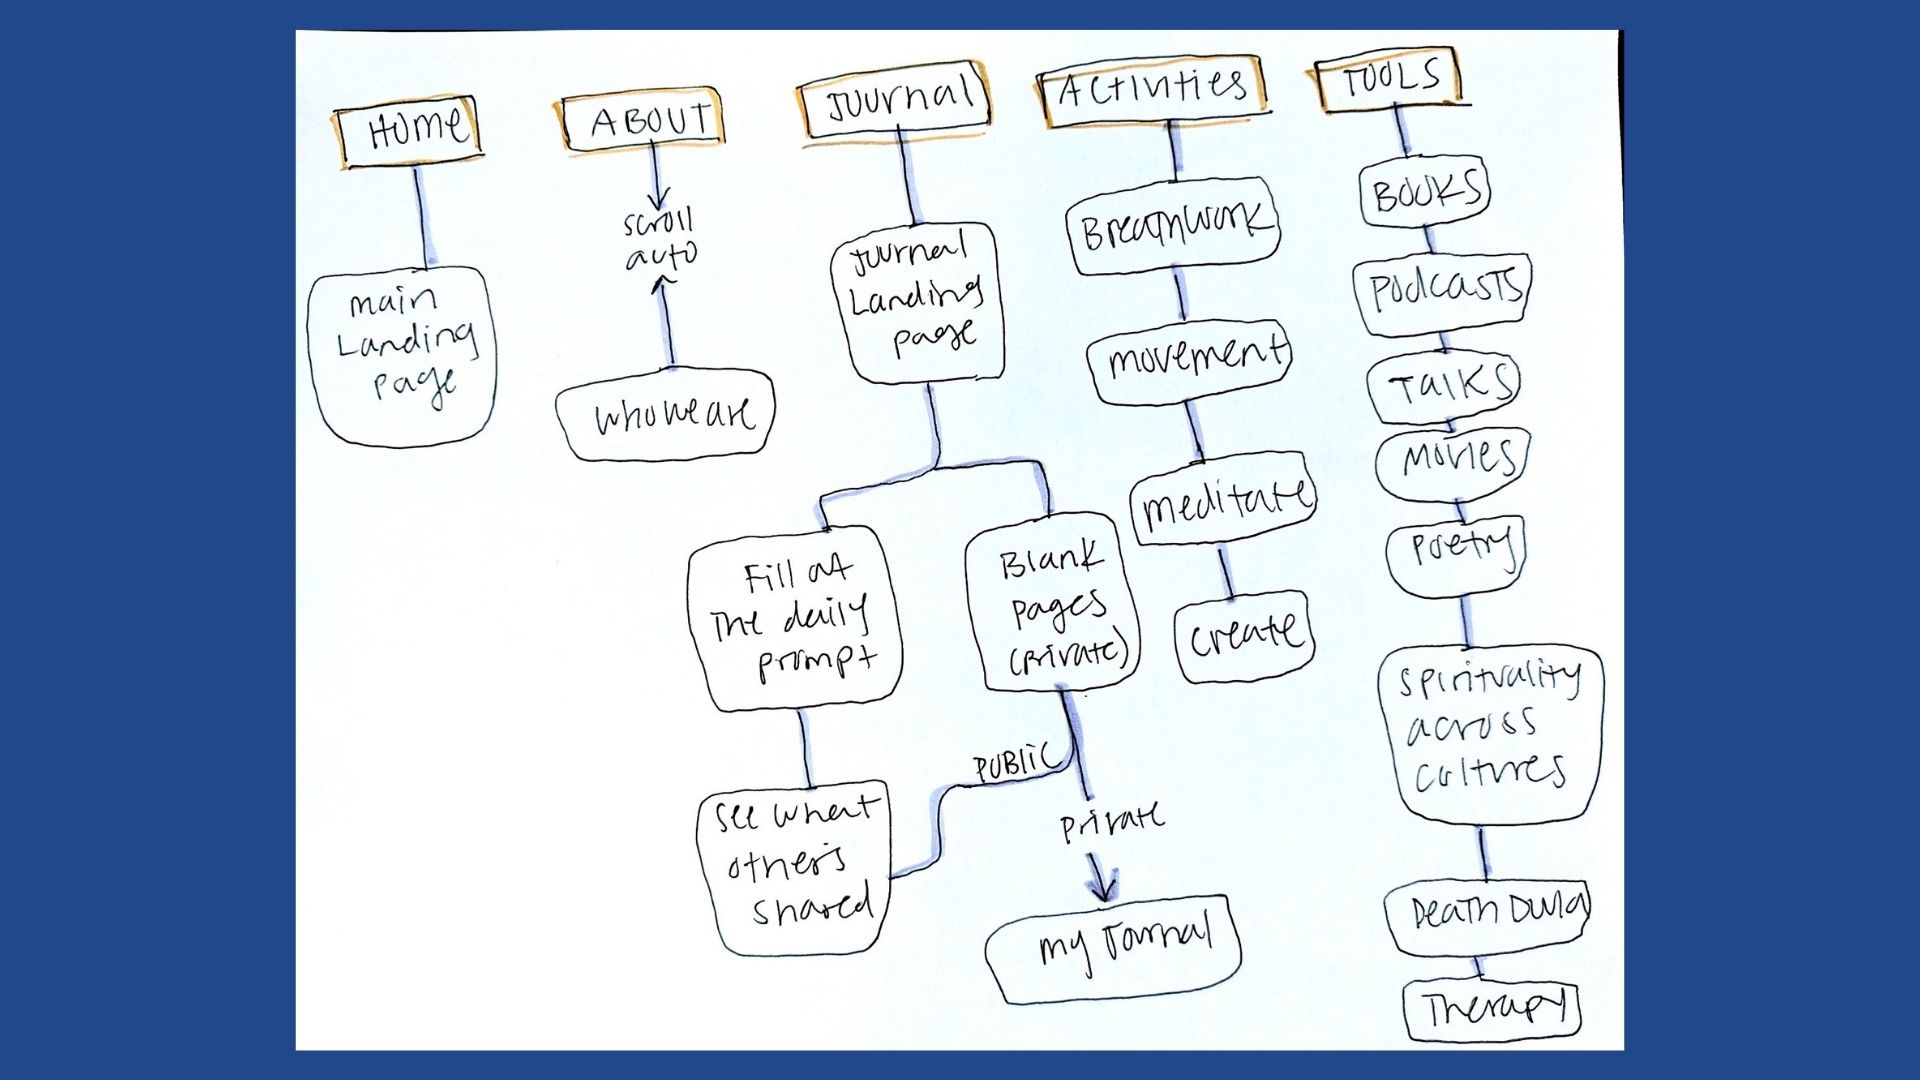 HOME
ABOUT
JOURNAL
ACTIVITIES
TOOLS
main
Landing
page
scroll
auto
who we are
Journal
Landing
page
Fill out
The daily
prompt
Blank
pages
(private)
PUBLIC
private
see what
other's
shared
my Journal
Breathwork
movement
meditate
create
BOOKS
Podcasts
Talks
Movies
Poetry
Spirituality
across
cultures
Death Dula
Therapy